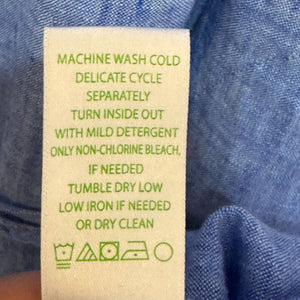 MACHINE WASH COLD
DELICATE CYCLE
SEPARATELY
TURN INSIDE OUT
WITH MILD DETERGENT
ONLY NON-CHLORINE BLEACH,
IF NEEDED
TUMBLE DRY LOW
LOW IRON IF NEEDED
OR DRY CLEAN